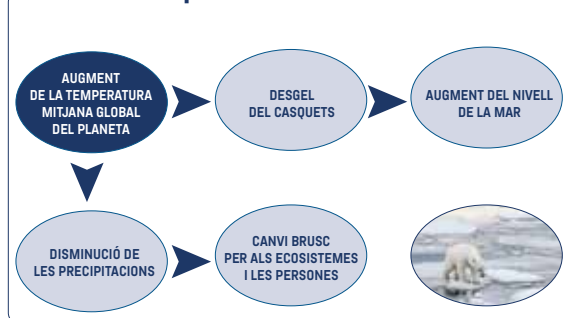 AUGMENT
DE LA TEMPERATURA
MITJANA GLOBAL
DEL PLANETA
DESGEL
DEL CASQUETS
AUGMENT DEL NIVELL
DE LA MAR
DISMINUCIÓ DE
LES PRECIPITACIONS
CANVI BRUSC
PER ALS ECOSISTEMES
I LES PERSONES